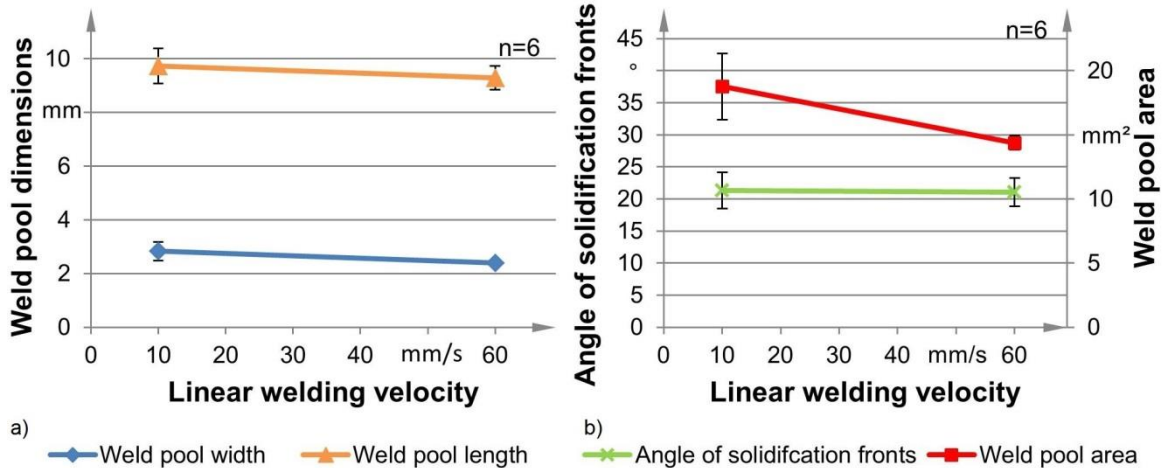 Weld pool dimensions
10
mm
6
4
2
0
n=6
0 10 20 30 40 mm/s 60
Linear welding velocity
a)
Weld pool width
Weld pool length
Angle of solidification fronts
45
°
35
30
25
20
15
10
5
0
n=6
20
mm²
10
5
0
Weld pool area
0 10 20 30 40 mm/s 60
Linear welding velocity
b)
Angle of solidifcation fronts
Weld pool area